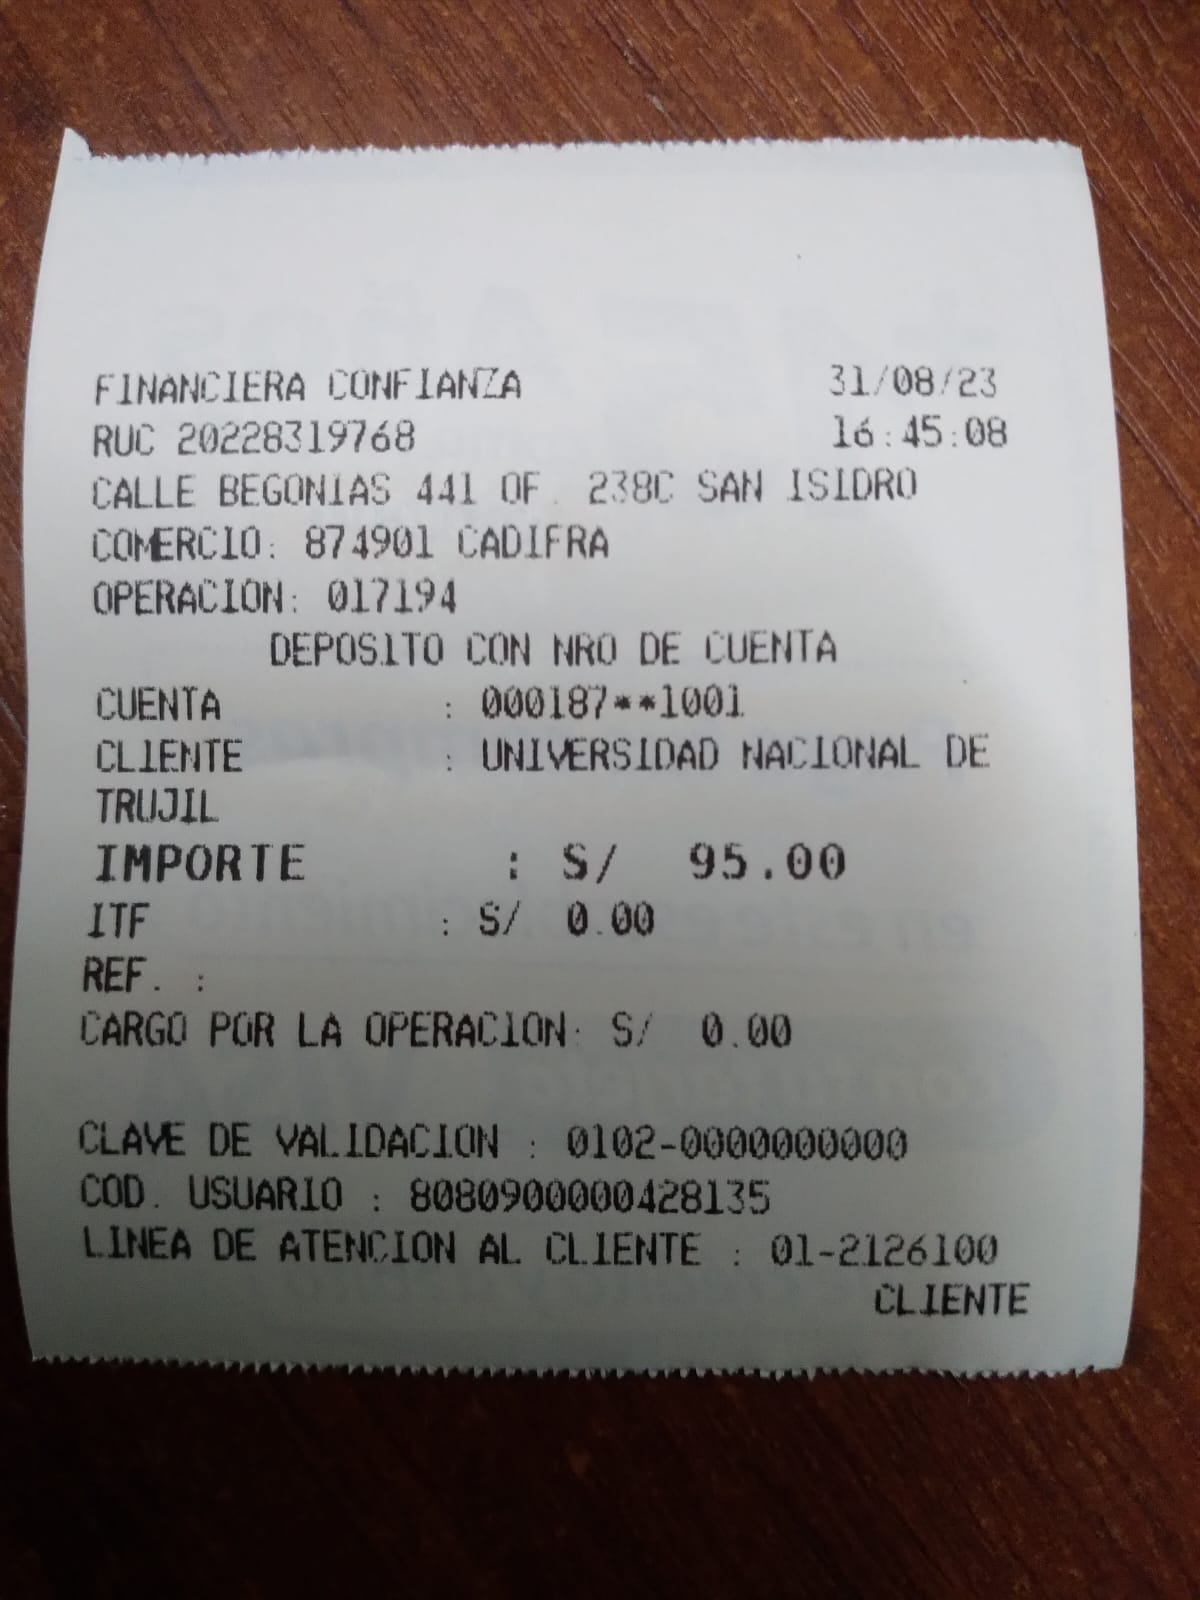 FINANCIERA CONFIANZA 31/08/23
RUC 20228319768 16:45:08
CALLE BEGONIAS 441 OF. 238C SAN ISIDRO
COMERCIO: 874901 CADIFRA
OPERACION: 017194
DEPOSITO CON NRO DE CUENTA
CUENTA : 000187**1001
CLIENTE : UNIVERSIDAD NACIONAL DE
TRUJIL
IMPORTE : S/ 95.00
ITF : S/ 0.00
REF. :
CARGO POR LA OPERACION: S/ 0.00
CLAVE DE VALIDACION : 0102-0000000000
COD. USUARIO : 8080900000428135
LINEA DE ATENCION AL CLIENTE : 01-2126100
CLIENTE